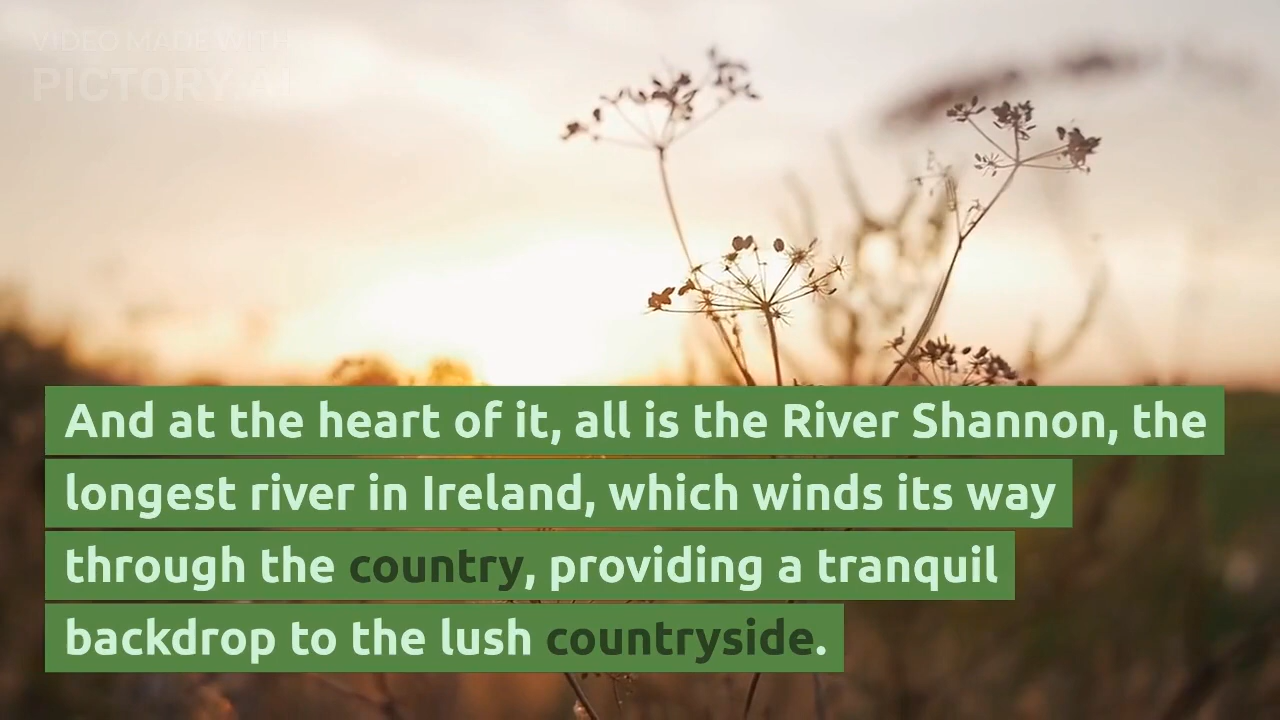 VIDEO MADE WITH
PICTORY.AI
And at the heart of it, all is the River Shannon, the
longest river in Ireland, which winds its way
through the country, providing a tranquil
backdrop to the lush countryside.